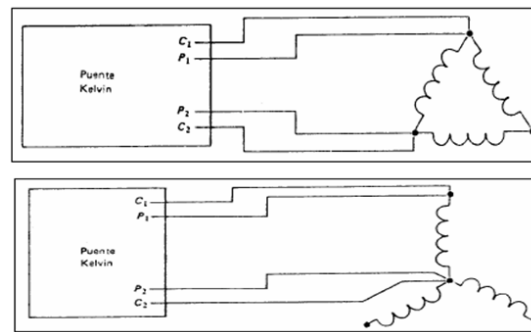 C₁
P₁
Puente
Kelvin
P₂
C₂
C₁
P₁
Puente
Kelvin
P₂
C₂